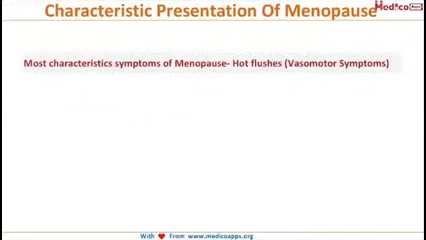 Characteristic Presentation Of Menopause
Medico Apps
Most characteristics symptoms of Menopause- Hot flushes (Vasomotor Symptoms)
With ❤ From www.medicoapps.org